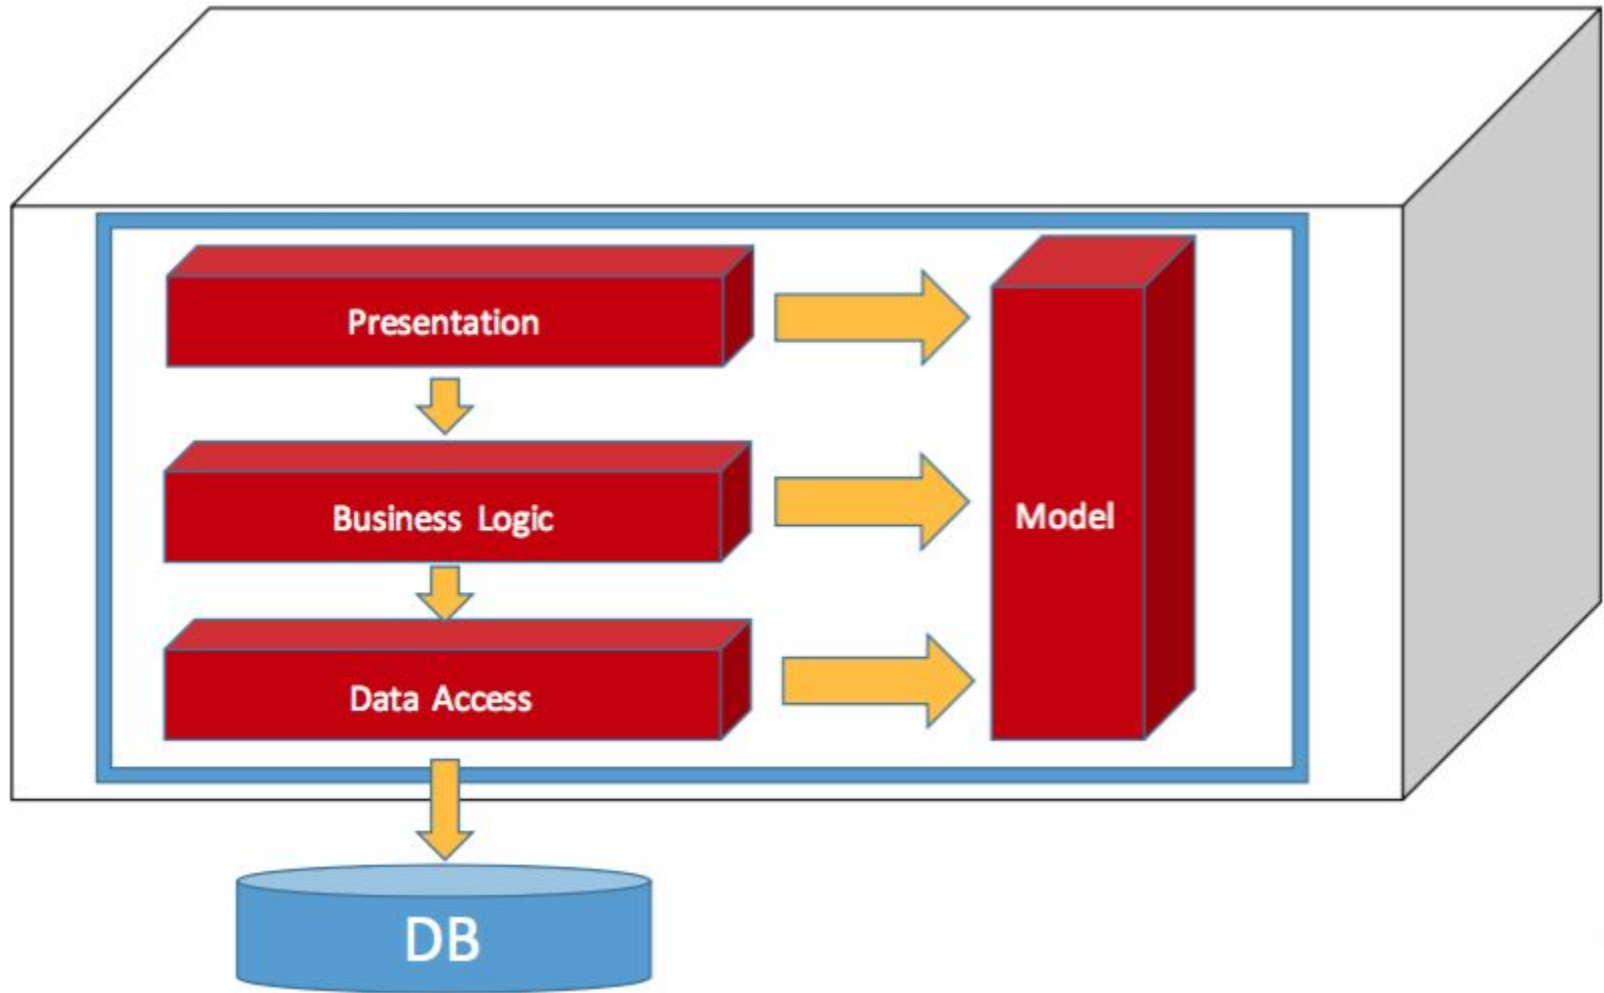 Presentation
Business Logic
Model
Data Access
DB